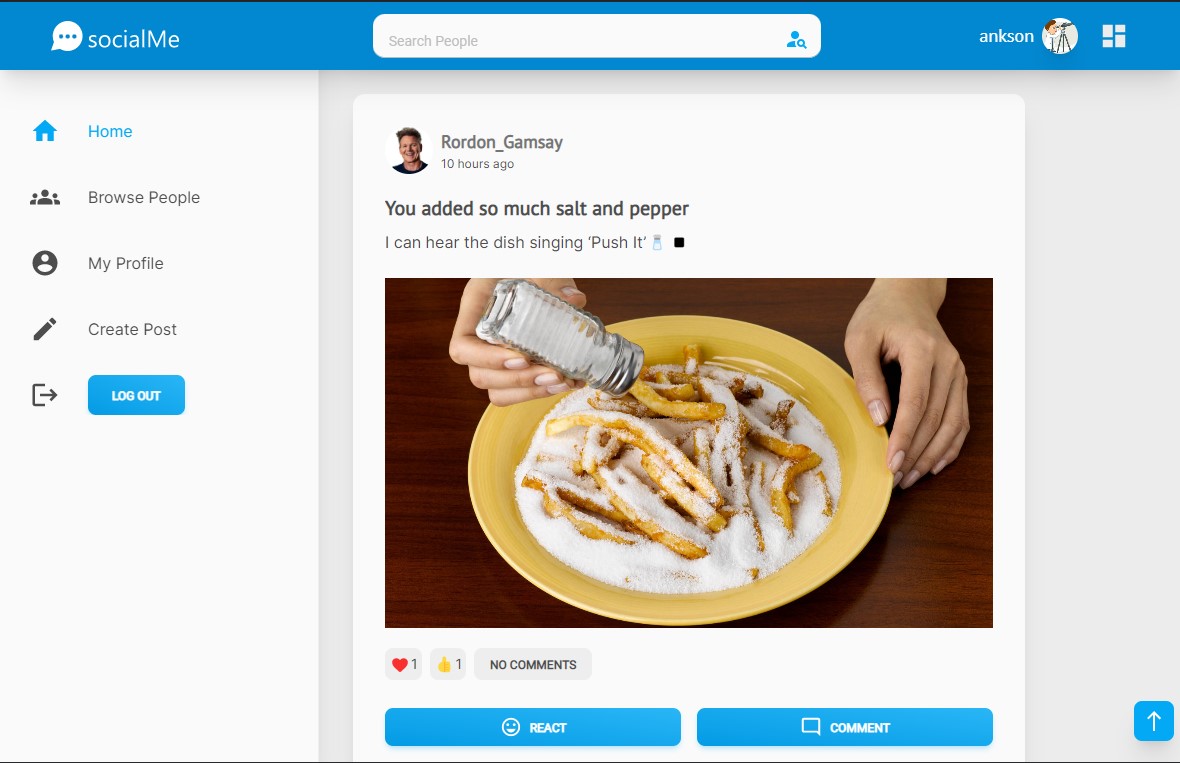 socialMe
Search People
ankson
Home
Browse People
My Profile
Create Post
LOG OUT
Rordon_Gamsay
10 hours ago
You added so much salt and pepper
I can hear the dish singing ‘Push It’🧂 ◾
❤️ 1 👍 1 NO COMMENTS
REACT COMMENT